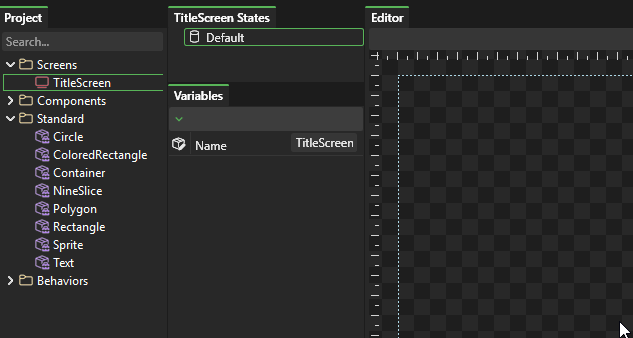 Project
Search...
Screens
TitleScreen
Components
Standard
Circle
ColoredRectangle
Container
NineSlice
Polygon
Rectangle
Sprite
Text
Behaviors
TitleScreen States
Default
Variables
Name TitleScreen
Editor